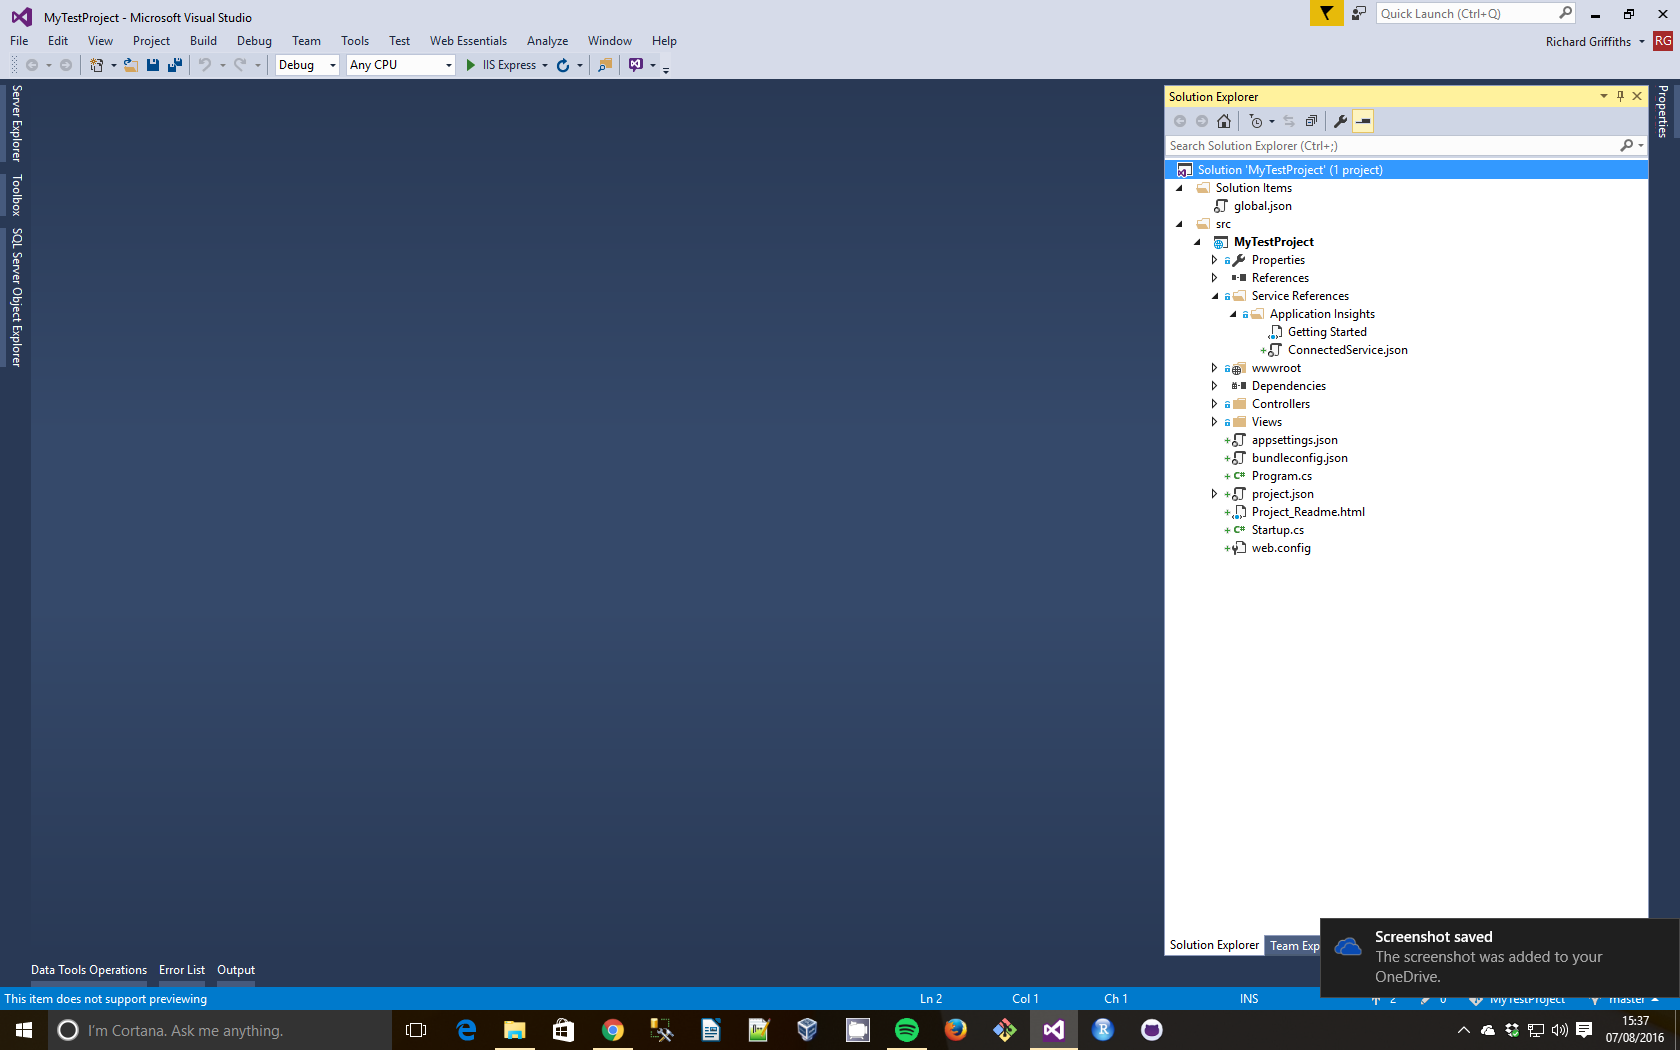 MyTestProject - Microsoft Visual Studio
Quick Launch (Ctrl+Q)
File Edit View Project Build Debug Team Tools Test Web Essentials Analyze Window Help
Richard Griffiths RG
Debug Any CPU IIS Express
Server Explorer
Toolbox
SQL Server Object Explorer
Solution Explorer
Search Solution Explorer (Ctrl+;)
Solution 'MyTestProject' (1 project)
Solution Items
global.json
src
MyTestProject
Properties
References
Service References
Application Insights
Getting Started
ConnectedService.json
wwwroot
Dependencies
Controllers
Views
appsettings.json
bundleconfig.json
C# Program.cs
project.json
Project_Readme.html
C# Startup.cs
web.config
Properties
Solution Explorer Team Exp
Screenshot saved
The screenshot was added to your
OneDrive.
Data Tools Operations Error List Output
This item does not support previewing Ln 2 Col 1 Ch 1 INS 2 0 MyTestProject master
I'm Cortana. Ask me anything.
R
15:37
07/08/2016